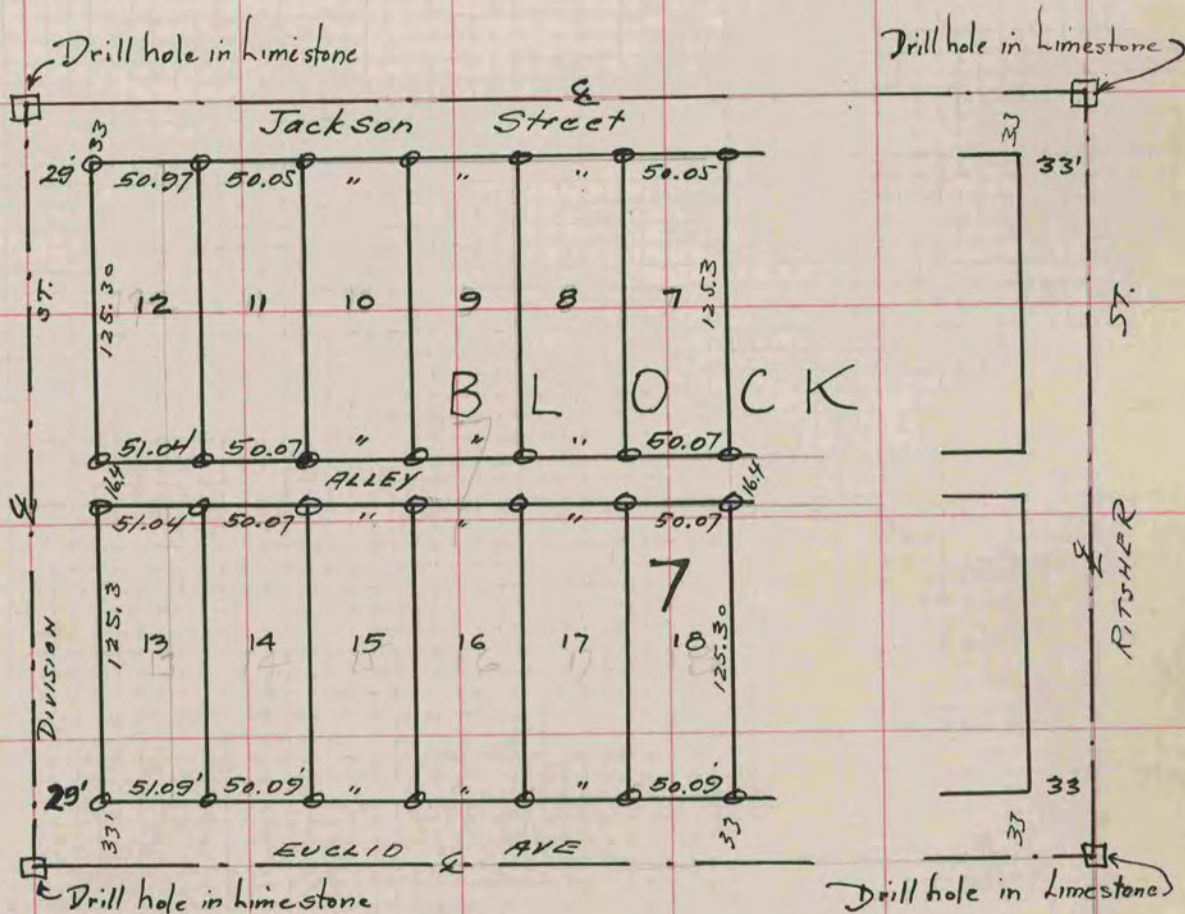 Drill hole in Limestone
Drill hole in Limestone
℄
Jackson Street
33
33
29' 50.97 50.05 " " " 50.05
33'
ST.
125.30
12 11 10 9 8 7
125.3
ST.
BLOCK
51.04 50.07 " " " 50.07
16.4
ALLEY
16.4
℄
51.04 50.07 " " " 50.07
℄
RITSHER
7
DIVISION
125.3
13 14 15 16 17 18
125.30
29' 51.09' 50.09' " " " 50.09'
33
33'
33
33
EUCLID ℄ AVE
Drill hole in Limestone
Drill hole in Limestone